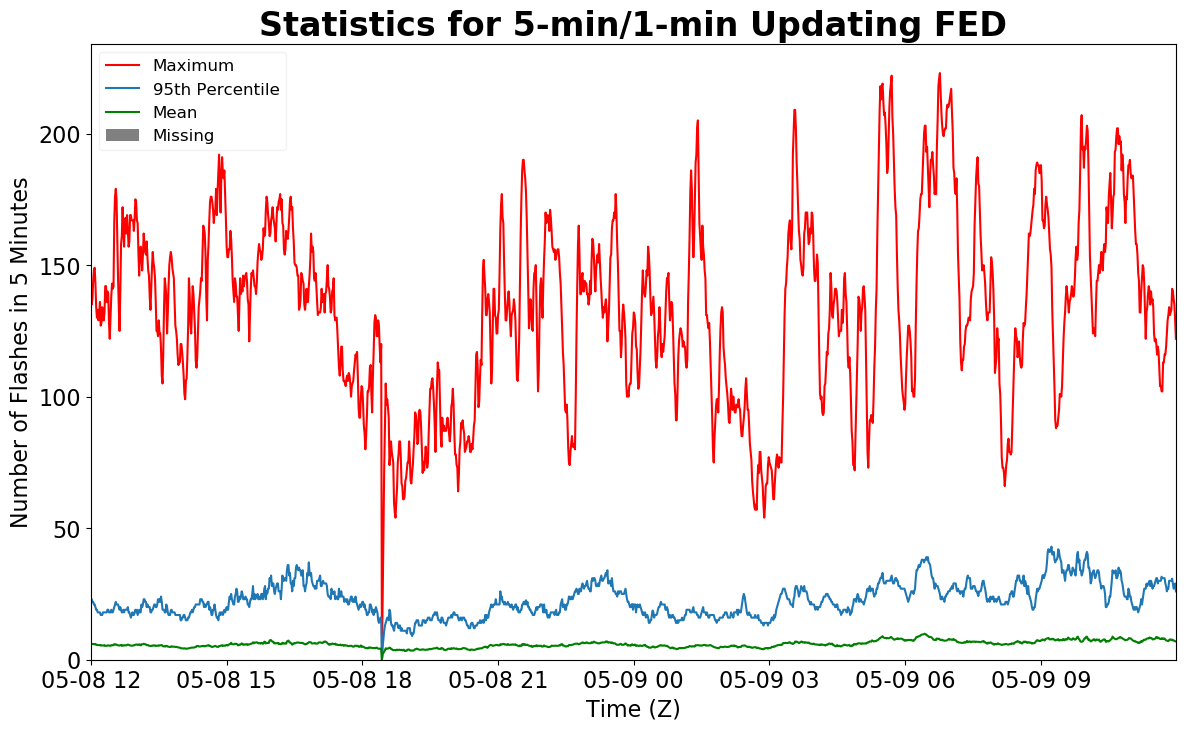 Statistics for 5-min/1-min Updating FED
Maximum
95th Percentile
Mean
Missing
Number of Flashes in 5 Minutes
200
150
100
50
0
05-08 12
05-08 15
05-08 18
05-08 21
05-09 00
05-09 03
05-09 06
05-09 09
Time (Z)